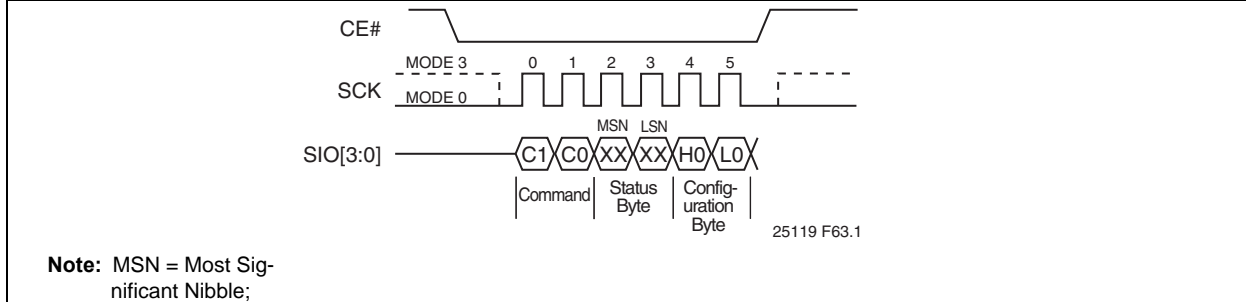 CE#
MODE 3
0 1 2 3 4 5
SCK
MODE 0
MSN LSN
SIO[3:0]
C1 C0 XX XX H0 L0
Command
Status
Byte
Config-
uration
Byte
25119 F63.1
Note: MSN = Most Sig-
nificant Nibble;